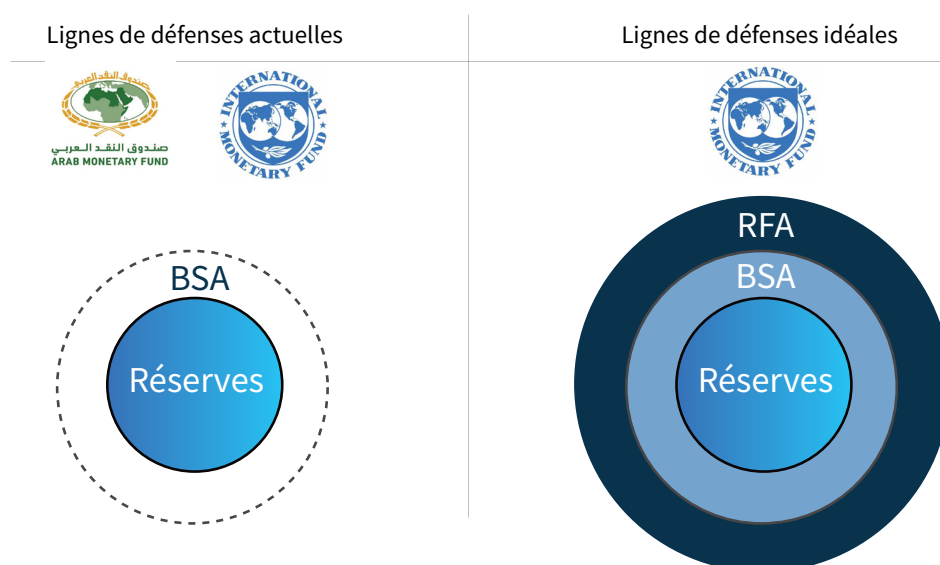 Lignes de défenses actuelles
صندوق النقد العربي
صندوق النقد العربي
ARAB MONETARY FUND
INTERNATIONAL
MONETARY FUND
BSA
Réserves
Lignes de défenses idéales
INTERNATIONAL
MONETARY FUND
RFA
BSA
Réserves